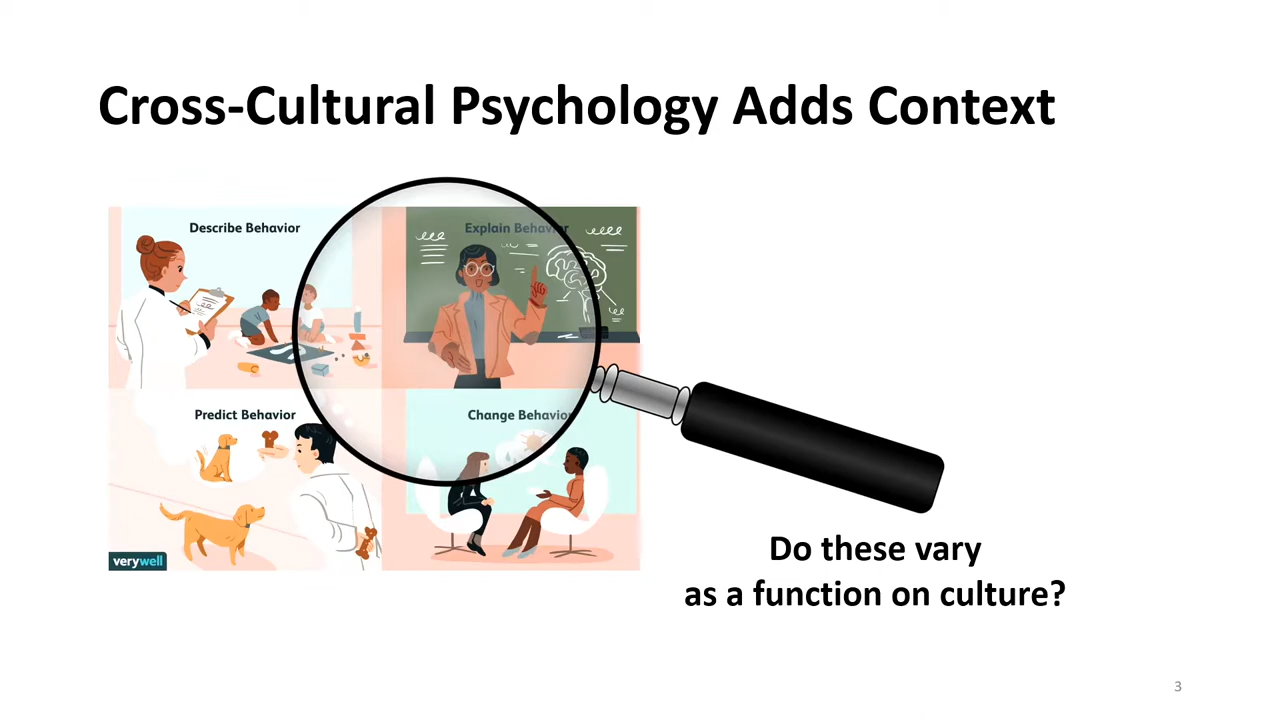 Cross-Cultural Psychology Adds Context
Describe Behavior
Explain Behavior
Predict Behavior
Change Behavior
verywell
Do these vary
as a function on culture?
3